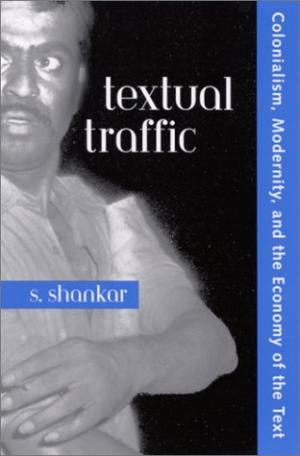 textual
traffic
s. shankar
Colonialism, Modernity, and the Economy of the Text